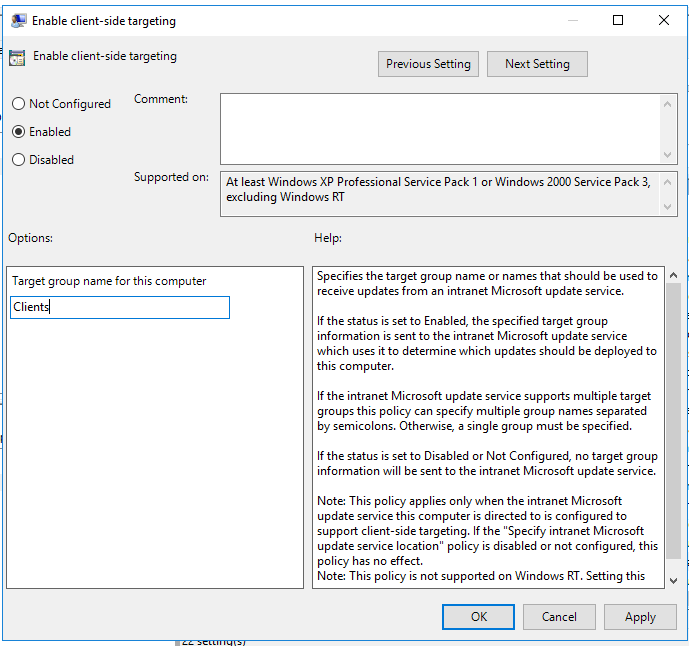 Enable client-side targeting
Enable client-side targeting
Previous Setting
Next Setting
Not Configured
Comment:
Enabled
Disabled
Supported on:
At least Windows XP Professional Service Pack 1 or Windows 2000 Service Pack 3,
excluding Windows RT
Options:
Help:
Target group name for this computer
Clients
Specifies the target group name or names that should be used to
receive updates from an intranet Microsoft update service.
If the status is set to Enabled, the specified target group
information is sent to the intranet Microsoft update service
which uses it to determine which updates should be deployed to
this computer.
If the intranet Microsoft update service supports multiple target
groups this policy can specify multiple group names separated
by semicolons. Otherwise, a single group must be specified.
If the status is set to Disabled or Not Configured, no target group
information will be sent to the intranet Microsoft update service.
Note: This policy applies only when the intranet Microsoft
update service this computer is directed to is configured to
support client-side targeting. If the "Specify intranet Microsoft
update service location" policy is disabled or not configured, this
policy has no effect.
Note: This policy is not supported on Windows RT. Setting this
OK
Cancel
Apply
22 setting(s)